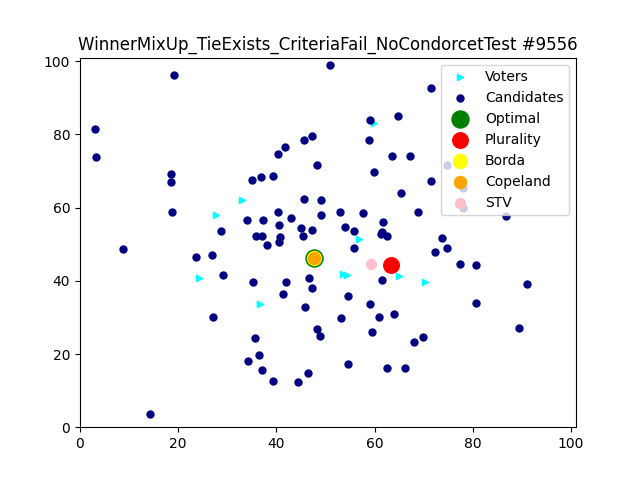 WinnerMixUp_TieExists_CriteriaFail_NoCondorcetTest #9556
100
80
60
40
20
0
0
20
40
60
80
100
Voters
Candidates
Optimal
Plurality
Borda
Copeland
STV